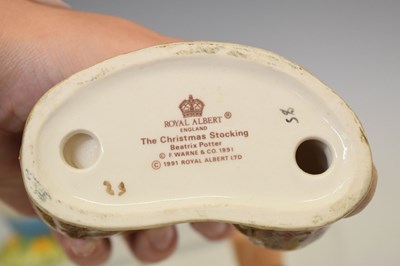 ROYAL ALBERT ®
ENGLAND
The Christmas Stocking
Beatrix Potter
© F. WARNE & CO. 1991
© 1991 ROYAL ALBERT LTD